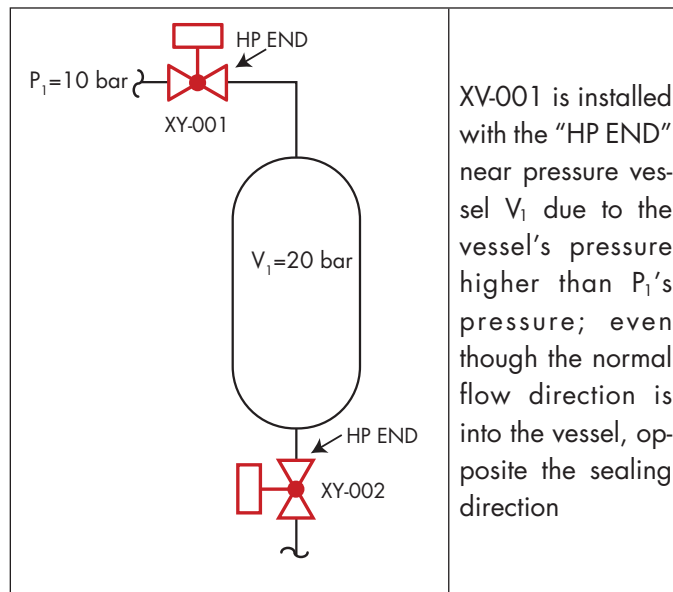 HP END
P₁=10 bar
XY-001
V₁=20 bar
HP END
XY-002
XV-001 is installed
with the “HP END”
near pressure ves-
sel V₁ due to the
vessel’s pressure
higher than P₁’s
pressure; even
though the normal
flow direction is
into the vessel, op-
posite the sealing
direction